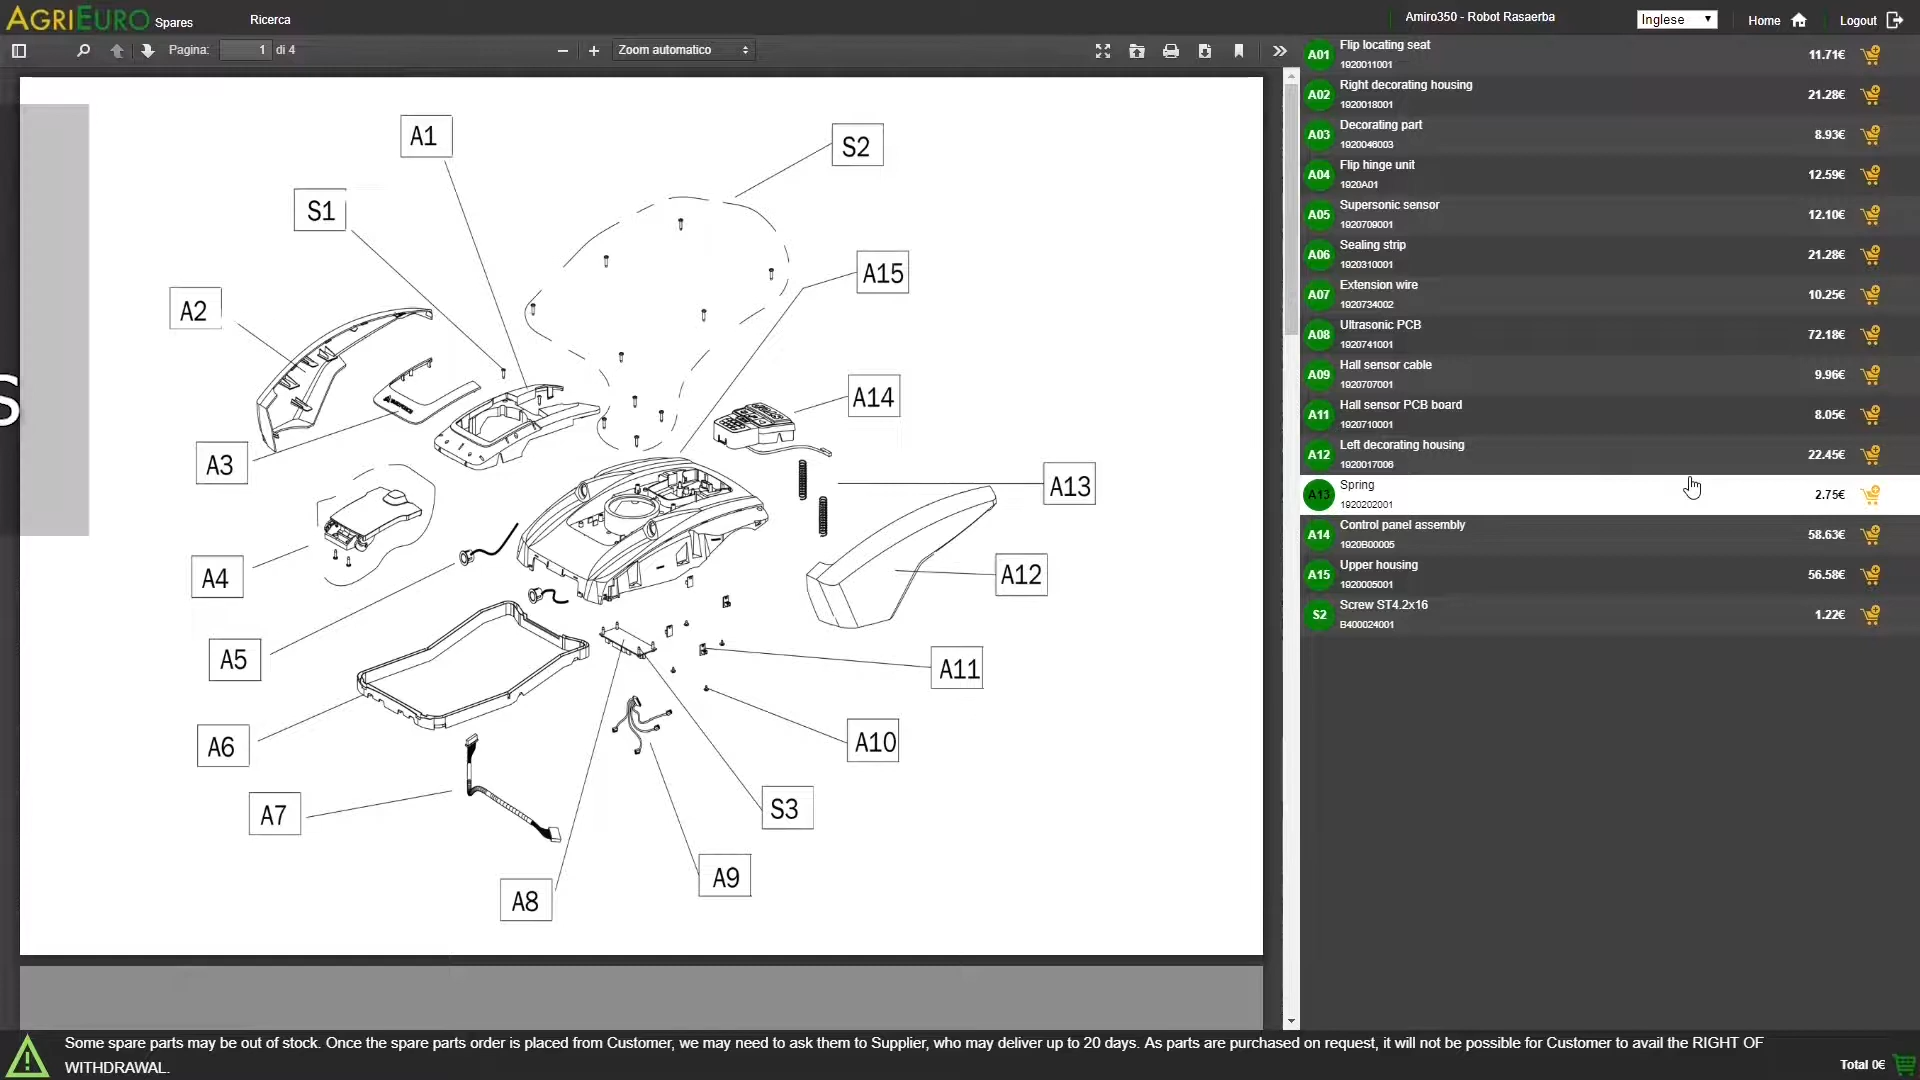 AGRIEURO Spares
Ricerca
Amiro350 - Robot Rasaerba
Inglese
Home
Logout
Pagina: 1 di 4
Zoom automatico
A1
S2
S1
A15
A2
A14
A3
A13
A4
A12
A5
A11
A6
A10
A7
S3
A9
A8
S
A01 Flip locating seat 11.71€
1920011001
A02 Right decorating housing 21.28€
1920018001
A03 Decorating part 8.93€
1920046003
A04 Flip hinge unit 12.59€
1920A01
A05 Supersonic sensor 12.10€
1920709001
A06 Sealing strip 21.28€
1920310001
A07 Extension wire 10.25€
1920734002
A08 Ultrasonic PCB 72.18€
1920741001
A09 Hall sensor cable 9.96€
1920707001
A11 Hall sensor PCB board 8.05€
1920710001
A12 Left decorating housing 22.45€
1920017006
A13 Spring 2.75€
1920202001
A14 Control panel assembly 58.63€
1920B00005
A15 Upper housing 56.58€
1920005001
S2 Screw ST4.2x16 1.22€
B400024001
Some spare parts may be out of stock. Once the spare parts order is placed from Customer, we may need to ask them to Supplier, who may deliver up to 20 days. As parts are purchased on request, it will not be possible for Customer to avail the RIGHT OF
WITHDRAWAL.
Total 0€